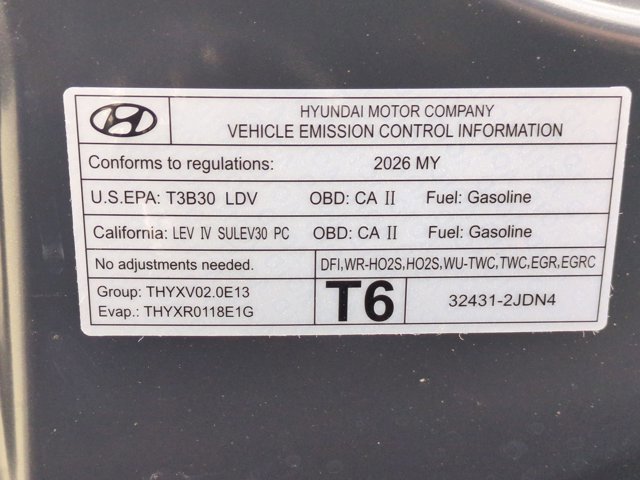 HYUNDAI MOTOR COMPANY
VEHICLE EMISSION CONTROL INFORMATION
Conforms to regulations: 2026 MY
U.S.EPA: T3B30 LDV OBD: CA II Fuel: Gasoline
California: LEV IV SULEV30 PC OBD: CA II Fuel: Gasoline
No adjustments needed. DFI,WR-HO2S,HO2S,WU-TWC,TWC,EGR,EGRC
Group: THYXV02.0E13
Evap.: THYXR0118E1G
T6
32431-2JDN4